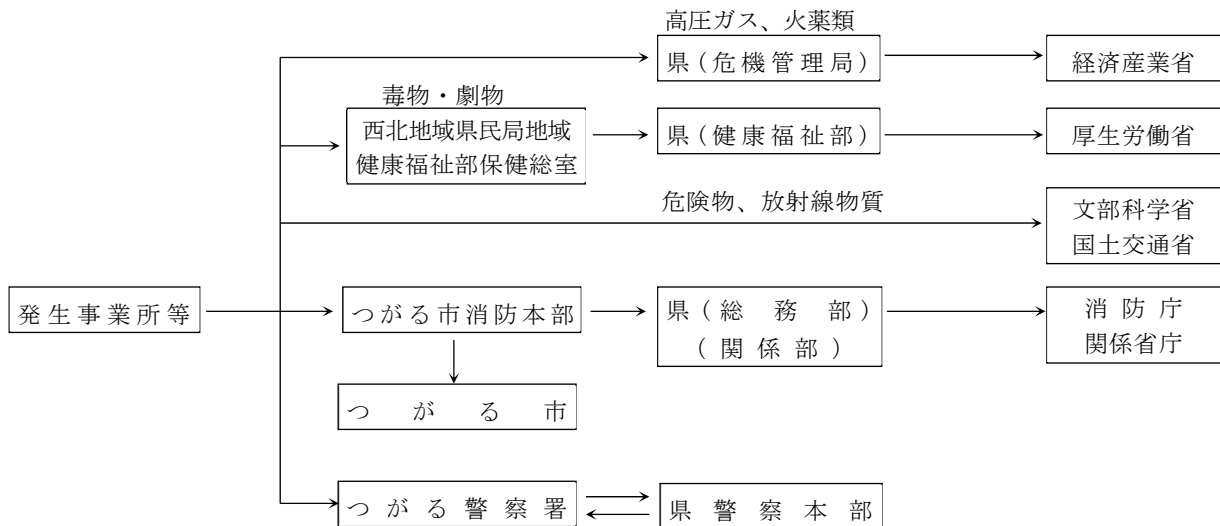 高圧ガス、火薬類
県(危機管理局)
経済産業省
毒物・劇物
西北地域県民局地域
健康福祉部保健総室
県(健康福祉部)
厚生労働省
危険物、放射線物質
文部科学省
国土交通省
発生事業所等
つがる市消防本部
県(総務部)
(関係部)
消防庁
関係省庁
つがる市
つがる警察署
県警察本部